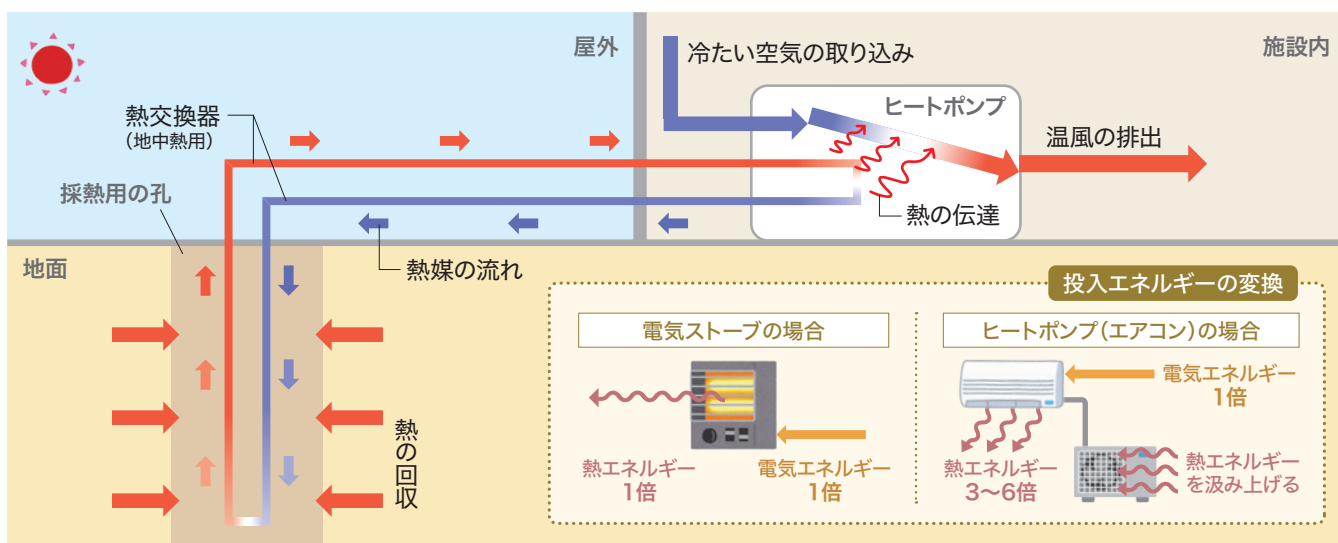 屋外
冷たい空気の取り込み
施設内
熱交換器
（地中熱用）
ヒートポンプ
温風の排出
採熱用の孔
熱の伝達
地面
熱媒の流れ
熱の回収
投入エネルギーの変換
電気ストーブの場合
熱エネルギー
1倍
電気エネルギー
1倍
ヒートポンプ（エアコン）の場合
電気エネルギー
1倍
熱エネルギー
3〜6倍
熱エネルギー
を汲み上げる